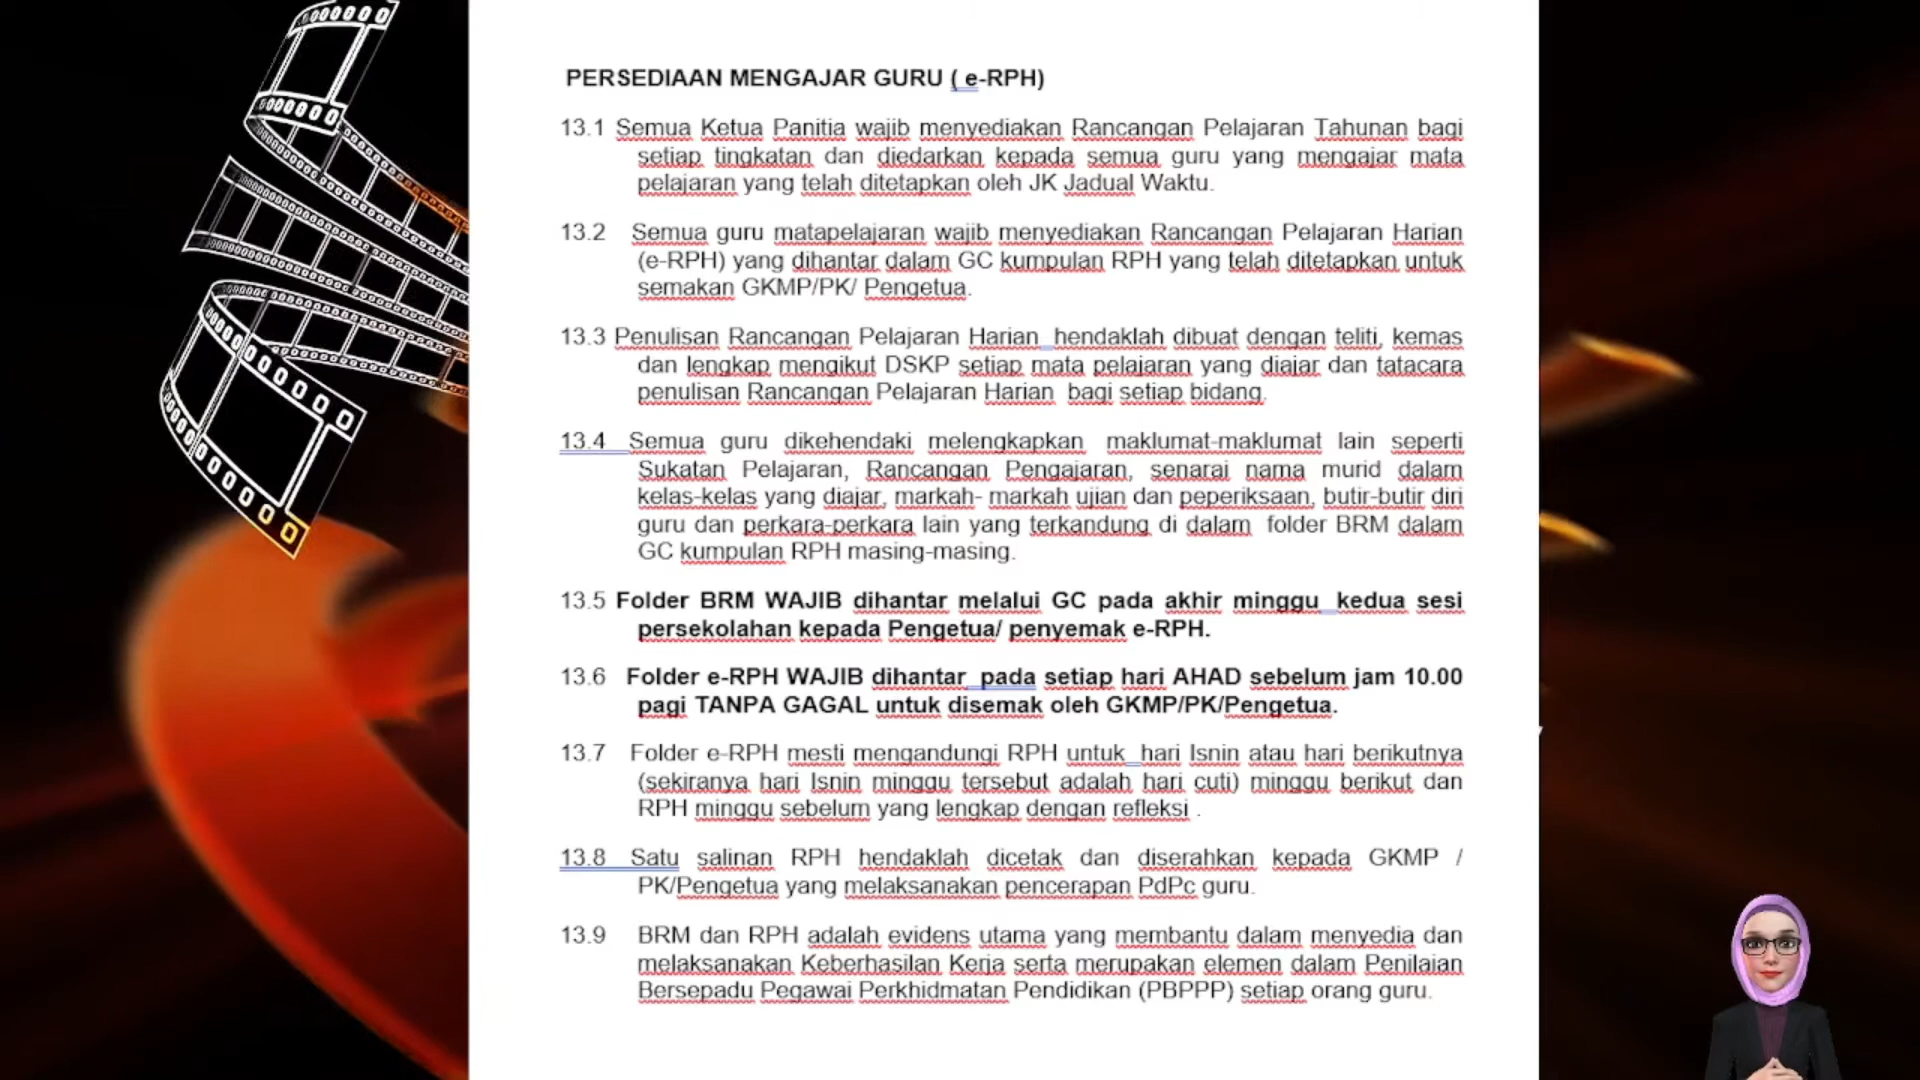 PERSEDIAAN MENGAJAR GURU ( e-RPH)
13.1 Semua Ketua Panitia wajib menyediakan Rancangan Pelajaran Tahunan bagi
setiap tingkatan dan diedarkan kepada semua guru yang mengajar mata
pelajaran yang telah ditetapkan oleh JK Jadual Waktu.
13.2 Semua guru matapelajaran wajib menyediakan Rancangan Pelajaran Harian
(e-RPH) yang dihantar dalam GC kumpulan RPH yang telah ditetapkan untuk
semakan GKMP/PK/ Pengetua.
13.3 Penulisan Rancangan Pelajaran Harian hendaklah dibuat dengan teliti, kemas
dan lengkap mengikut DSKP setiap mata pelajaran yang diajar dan tatacara
penulisan Rancangan Pelajaran Harian bagi setiap bidang.
13.4 Semua guru dikehendaki melengkapkan maklumat-maklumat lain seperti
Sukatan Pelajaran, Rancangan Pengajaran, senarai nama murid dalam
kelas-kelas yang diajar, markah- markah ujian dan peperiksaan, butir-butir diri
guru dan perkara-perkara lain yang terkandung di dalam folder BRM dalam
GC kumpulan RPH masing-masing.
13.5 Folder BRM WAJIB dihantar melalui GC pada akhir minggu kedua sesi
persekolahan kepada Pengetua/ penyemak e-RPH.
13.6 Folder e-RPH WAJIB dihantar pada setiap hari AHAD sebelum jam 10.00
pagi TANPA GAGAL untuk disemak oleh GKMP/PK/Pengetua.
13.7 Folder e-RPH mesti mengandungi RPH untuk hari Isnin atau hari berikutnya
(sekiranya hari Isnin minggu tersebut adalah hari cuti) minggu berikut dan
RPH minggu sebelum yang lengkap dengan refleksi .
13.8 Satu salinan RPH hendaklah dicetak dan diserahkan kepada GKMP /
PK/Pengetua yang melaksanakan pencerapan PdPc guru.
13.9 BRM dan RPH adalah evidens utama yang membantu dalam menyedia dan
melaksanakan Keberhasilan Kerja serta merupakan elemen dalam Penilaian
Bersepadu Pegawai Perkhidmatan Pendidikan (PBPPP) setiap orang guru.